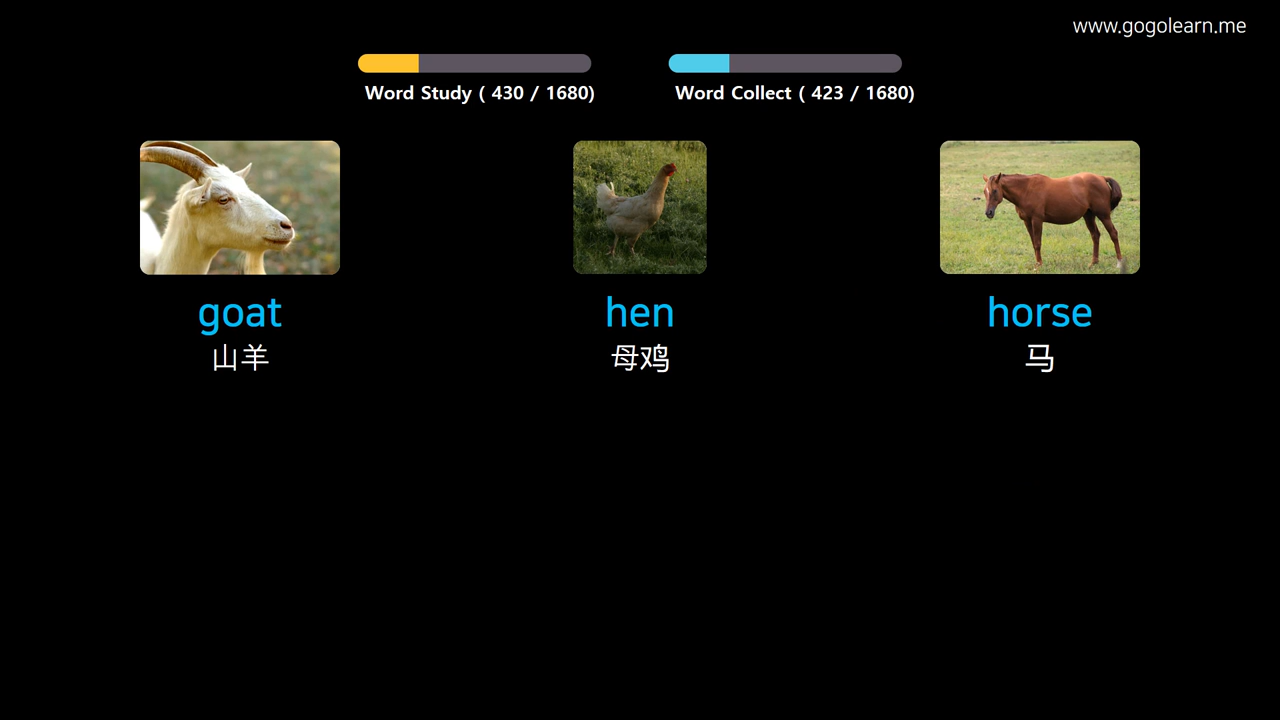 www.gogolearn.me
Word Study ( 430 / 1680)
Word Collect ( 423 / 1680)
goat
hen
horse
山羊
母鸡
马